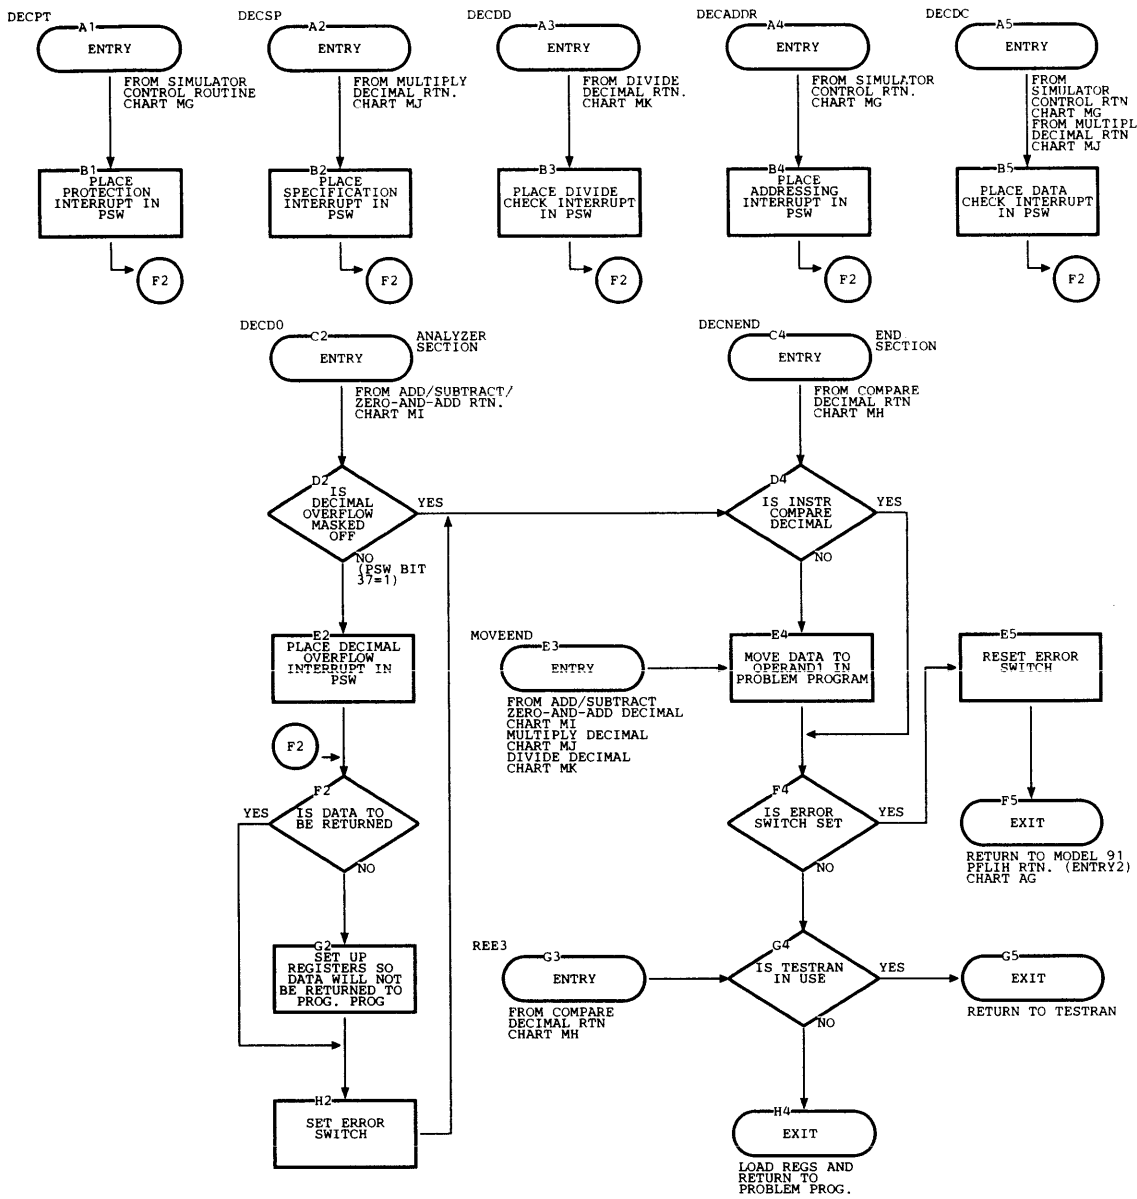 DECPT
A1
ENTRY
FROM SIMULATOR
CONTROL ROUTINE
CHART MG
B1
PLACE
PROTECTION
INTERRUPT IN
PSW
F2
DECSP
A2
ENTRY
FROM MULTIPLY
DECIMAL RTN.
CHART MJ
B2
PLACE
SPECIFICATION
INTERRUPT IN
PSW
F2
DECDD
A3
ENTRY
FROM DIVIDE
DECIMAL RTN.
CHART MK
B3
PLACE DIVIDE
CHECK INTERRUPT
IN PSW
F2
DECADDR
A4
ENTRY
FROM SIMULATOR
CONTROL RTN.
CHART MG
B4
PLACE
ADDRESSING
INTERRUPT IN
PSW
F2
DECDC
A5
ENTRY
FROM
SIMULATOR
CONTROL RTN
CHART MG
FROM MULTIPL
DECIMAL RTN
CHART MJ
B5
PLACE DATA
CHECK INTERRUPT
IN PSW
F2
DECDO
C2
ENTRY
ANALYZER
SECTION
FROM ADD/SUBTRACT/
ZERO-AND-ADD RTN.
CHART MI
D2
IS
DECIMAL
OVERFLOW
MASKED
OFF
YES
NO
(PSW BIT
37=1)
E2
PLACE DECIMAL
OVERFLOW
INTERRUPT IN
PSW
F2
F2
IS DATA TO
BE RETURNED
YES
NO
G2
SET UP
REGISTERS SO
DATA WILL NOT
BE RETURNED TO
PROG. PROG
H2
SET ERROR
SWITCH
DECNEND
C4
ENTRY
END
SECTION
FROM COMPARE
DECIMAL RTN
CHART MH
D4
IS INSTR
COMPARE
DECIMAL
YES
NO
MOVEEND
E3
ENTRY
FROM ADD/SUBTRACT
ZERO-AND-ADD DECIMAL
CHART MI
MULTIPLY DECIMAL
CHART MJ
DIVIDE DECIMAL
CHART MK
E4
MOVE DATA TO
OPERAND1 IN
PROBLEM PROGRAM
E5
RESET ERROR
SWITCH
F4
IS ERROR
SWITCH SET
YES
NO
F5
EXIT
RETURN TO MODEL 91
PFLIH RTN. (ENTRY2)
CHART AG
REE3
G3
ENTRY
FROM COMPARE
DECIMAL RTN
CHART MH
G4
IS TESTRAN
IN USE
YES
NO
G5
EXIT
RETURN TO TESTRAN
H4
EXIT
LOAD REGS AND
RETURN TO
PROBLEM PROG.